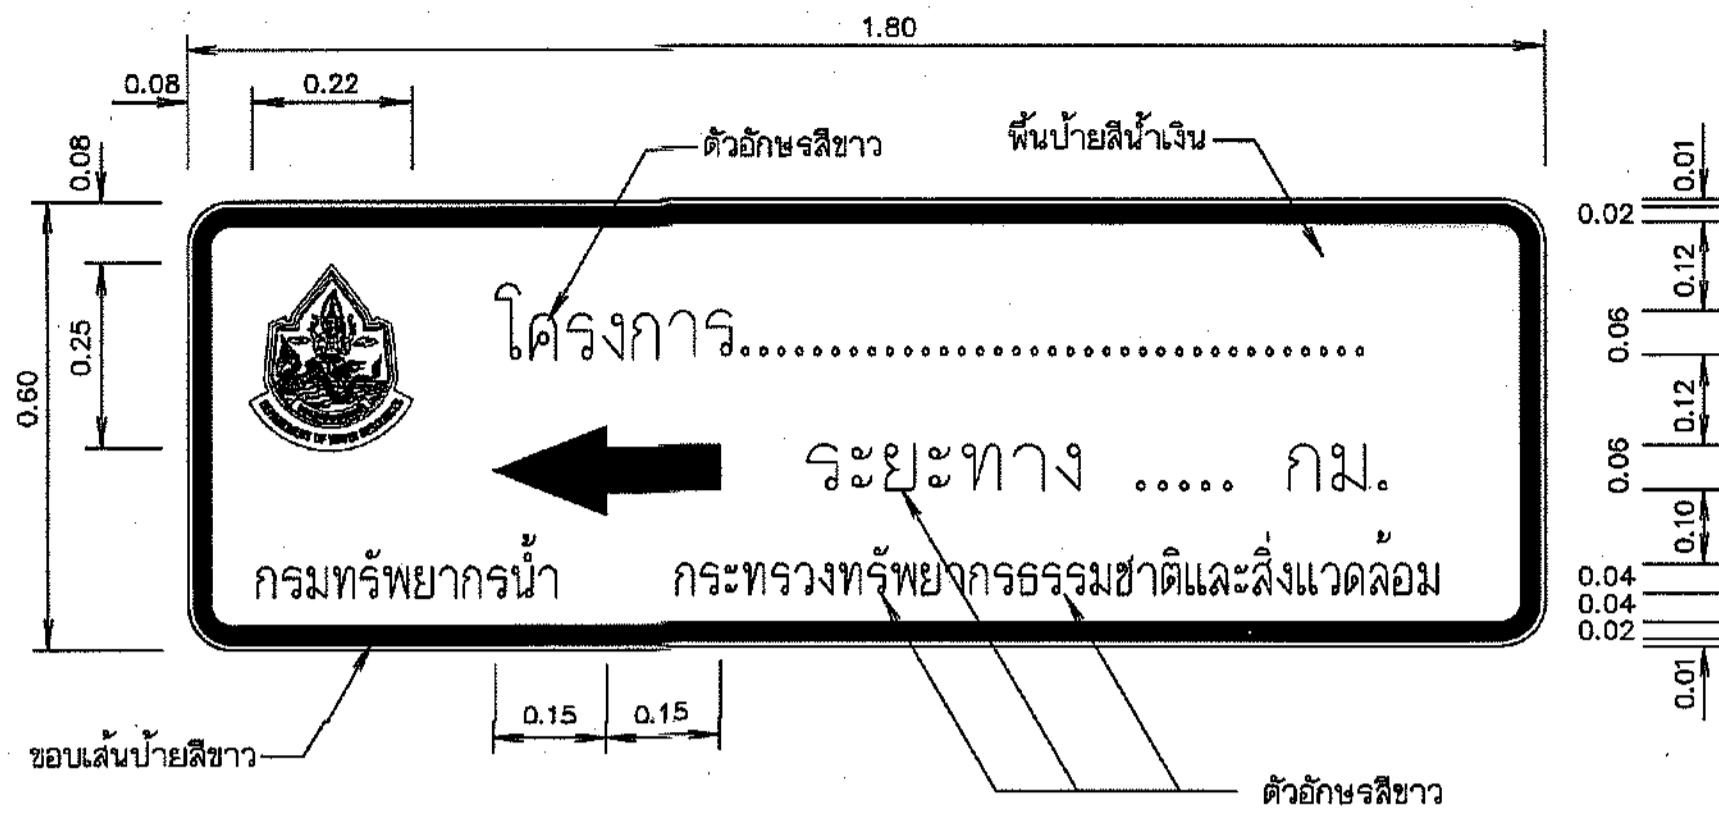 1.80
0.08
0.22
0.08
ตัวอักษรสีขาว
พื้นป้ายสีน้ำเงิน
0.01
0.02
0.12
0.25
0.60
โครงการ...................................
0.06
0.12
DEPARTMENT OF WATER RESOURCES
ระยะทาง ..... กม.
0.06
0.10
กรมทรัพยากรน้ำ กระทรวงทรัพยากรธรรมชาติและสิ่งแวดล้อม
0.04
0.04
0.02
0.01
0.15
0.15
ขอบเส้นป้ายสีขาว
ตัวอักษรสีขาว